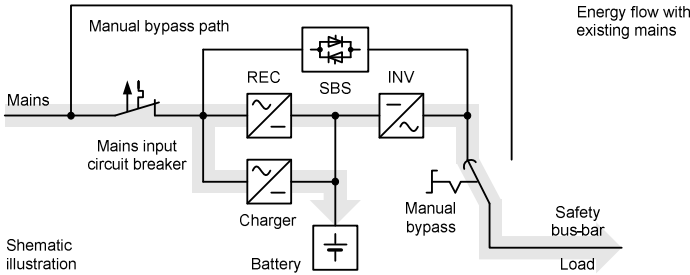 Manual bypass path
Energy flow with
existing mains
REC
SBS
INV
Mains
Mains input
circuit breaker
Charger
Manual
bypass
Safety
bus-bar
Shematic
illustration
Battery
Load